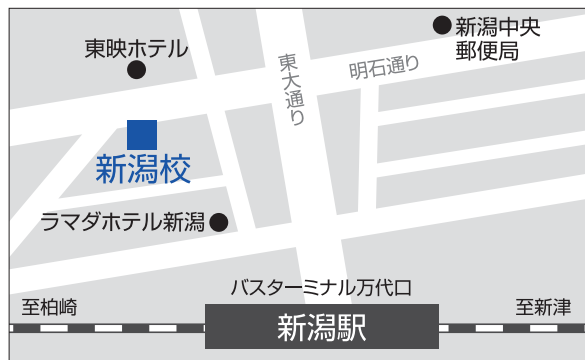 東映ホテル
新潟中央
郵便局
東大通り
明石通り
新潟校
ラマダホテル新潟
バスターミナル万代口
至柏崎
新潟駅
至新津